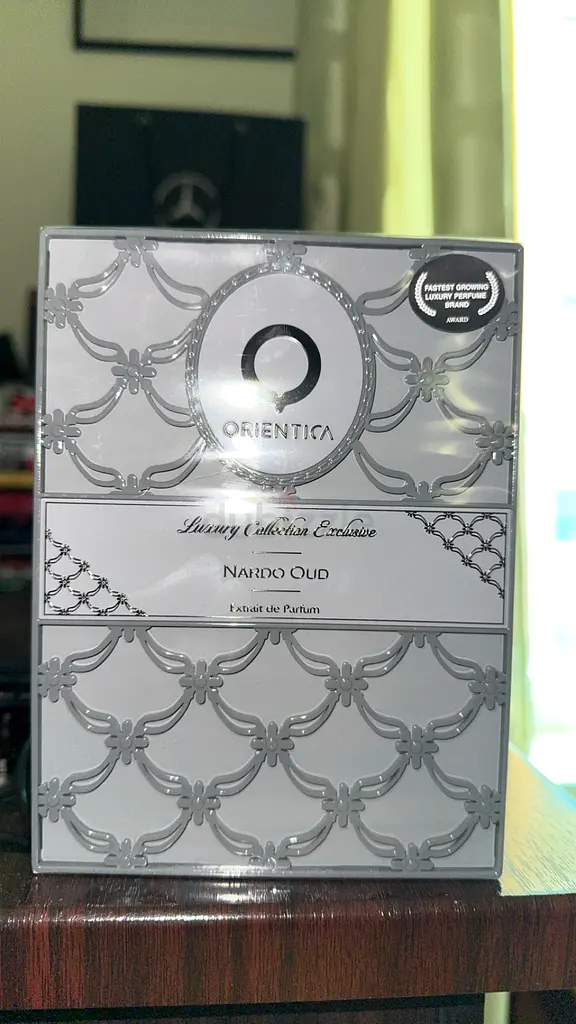 FASTEST GROWING
LUXURY PERFUME
BRAND
AWARD
ORIENTICA
Luxury Collection Exclusive
NARDO OUD
Extrait de Parfum